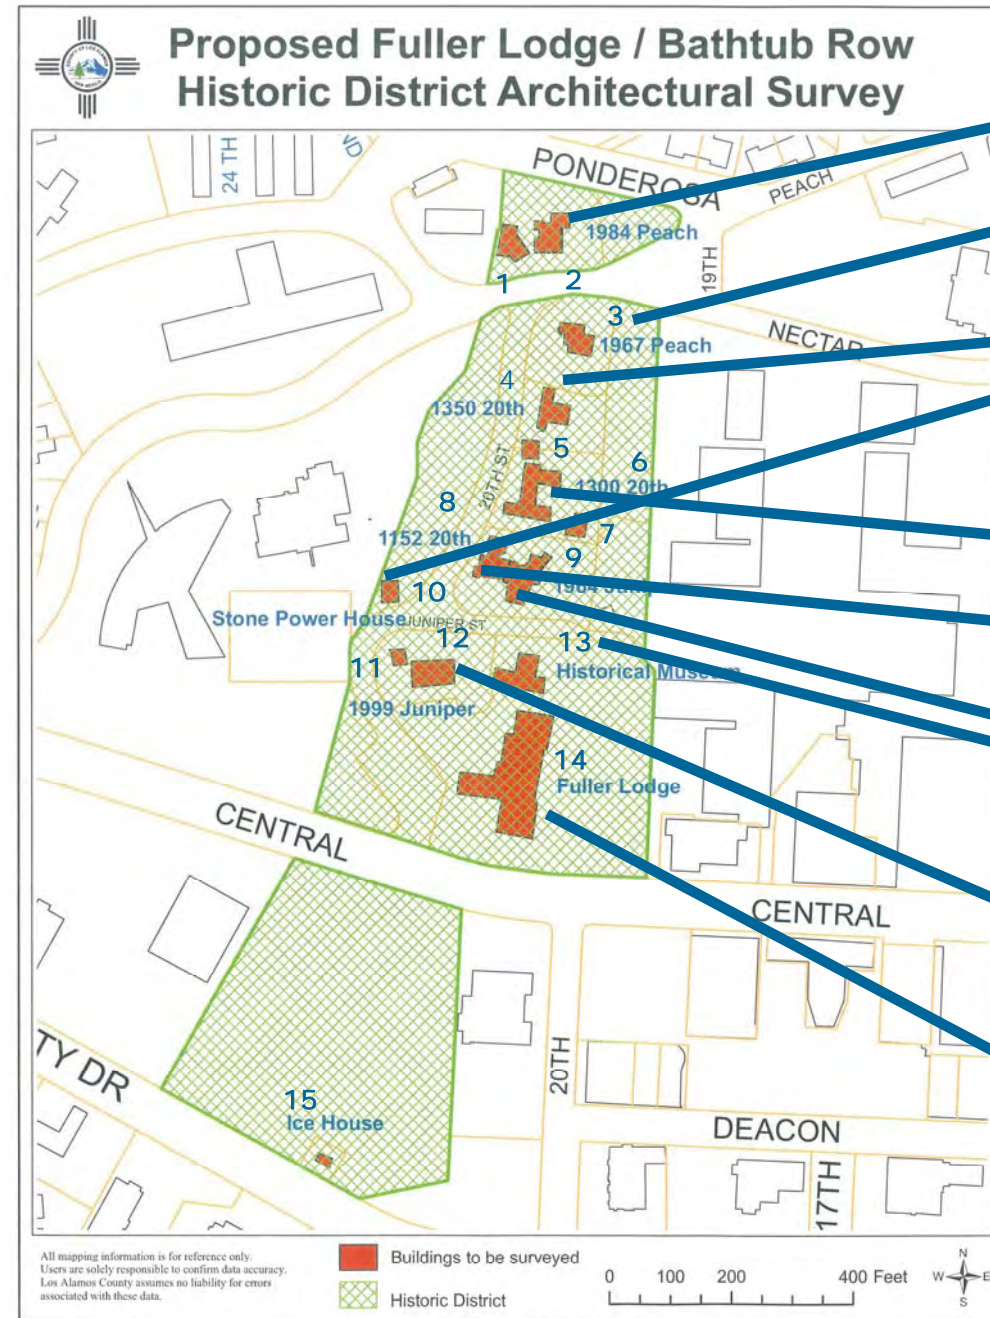 Proposed Fuller Lodge / Bathtub Row
Historic District Architectural Survey
24 TH
ND
PONDEROSA
PEACH
1984 Peach
19TH
1
2
3
1967 Peach
NECTAR
4
1350 20th
5
6
20TH ST
1300 20th
8
7
1152 20th
9
10
Stone Power House
JUNIPER ST
12
13
11
Historical Museum
1999 Juniper
14
Fuller Lodge
CENTRAL
CENTRAL
TY DR
20TH
15
Ice House
DEACON
17TH
All mapping information is for reference only.
Users are solely responsible to confirm data accuracy.
Los Alamos County assumes no liability for errors
associated with these data.
Buildings to be surveyed
Historic District
0 100 200 400 Feet
N
W E
S